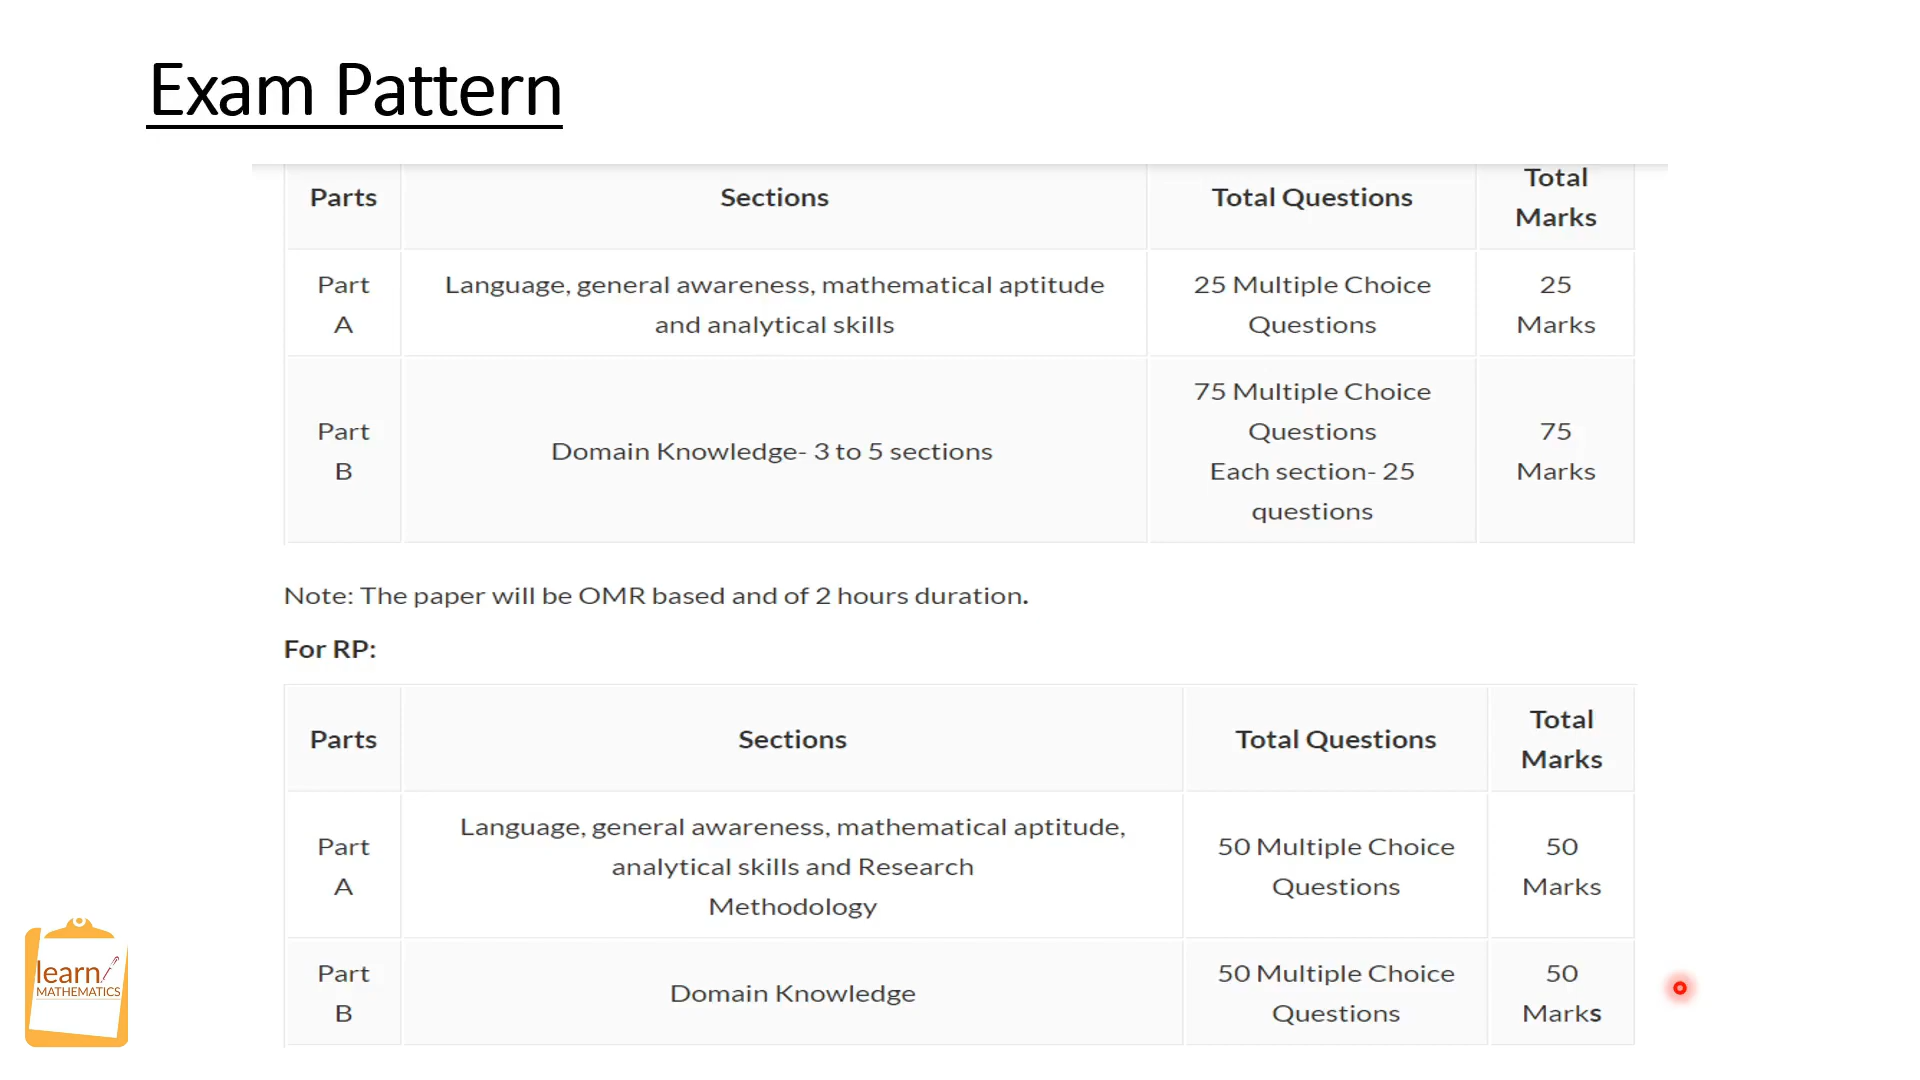 Exam Pattern
Parts
Sections
Total Questions
Total
Marks
Part
A
Language, general awareness, mathematical aptitude
and analytical skills
25 Multiple Choice
Questions
25
Marks
Part
B
Domain Knowledge- 3 to 5 sections
75 Multiple Choice
Questions
Each section- 25
questions
75
Marks
Note: The paper will be OMR based and of 2 hours duration.
For RP:
Parts
Sections
Total Questions
Total
Marks
Part
A
Language, general awareness, mathematical aptitude,
analytical skills and Research
Methodology
50 Multiple Choice
Questions
50
Marks
Part
B
Domain Knowledge
50 Multiple Choice
Questions
50
Marks
learn
MATHEMATICS